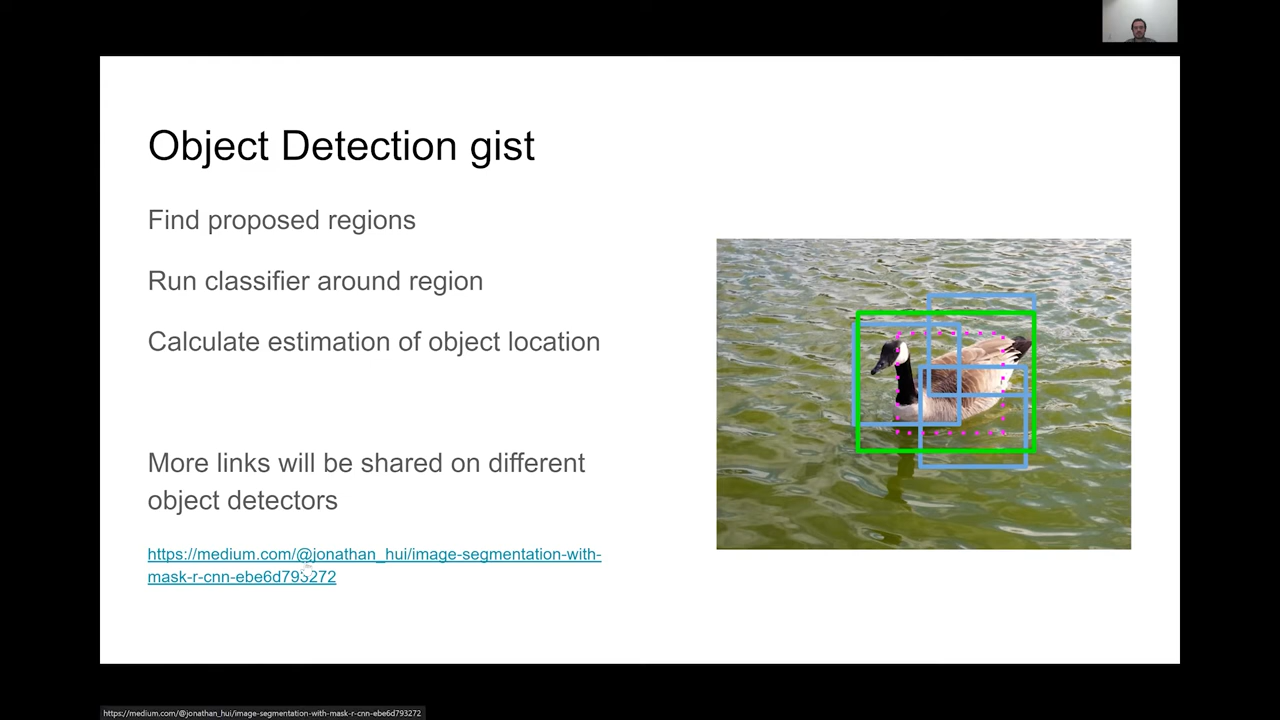 Object Detection gist
Find proposed regions
Run classifier around region
Calculate estimation of object location
More links will be shared on different
object detectors
https://medium.com/@jonathan_hui/image-segmentation-with-
mask-r-cnn-ebe6d793272
https://medium.com/@jonathan_hui/image-segmentation-with-mask-r-cnn-ebe6d793272